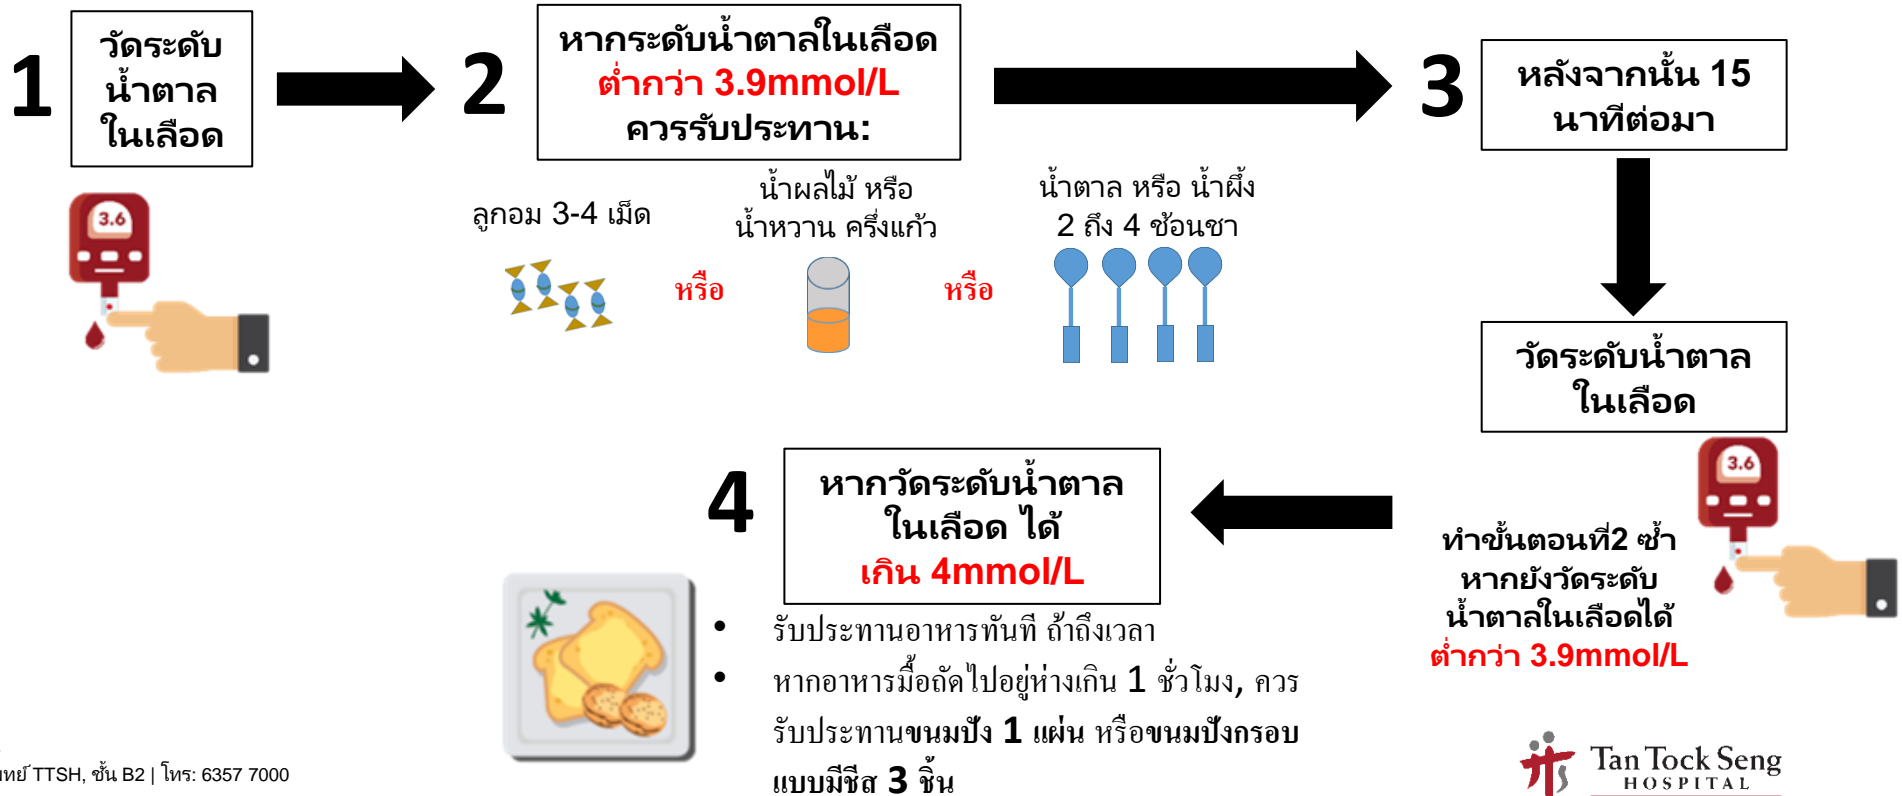 1
วัดระดับ
น้ำตาล
ในเลือด
2
หากระดับน้ำตาลในเลือด
ต่ำกว่า 3.9mmol/L
ควรรับประทาน:
3
หลังจากนั้น 15
นาทีต่อมา
ลูกอม 3-4 เม็ด
หรือ
น้ำผลไม้ หรือ
น้ำหวาน ครึ่งแก้ว
หรือ
น้ำตาล หรือ น้ำผึ้ง
2 ถึง 4 ช้อนชา
3.6
วัดระดับน้ำตาล
ในเลือด
3.6
ทำขั้นตอนที่2 ซ้ำ
หากยังวัดระดับ
น้ำตาลในเลือดได้
ต่ำกว่า 3.9mmol/L
4
หากวัดระดับน้ำตาล
ในเลือด ได้
เกิน 4mmol/L
• รับประทานอาหารทันที ถ้าถึงเวลา
• หากอาหารมื้อถัดไปอยู่ห่างเกิน 1 ชั่วโมง, ควร
รับประทานขนมปัง 1 แผ่น หรือขนมปังกรอบ
แบบมีชีส 3 ชิ้น
TTSH, ชั้น B2 | โทร: 6357 7000
Tan Tock Seng
HOSPITAL